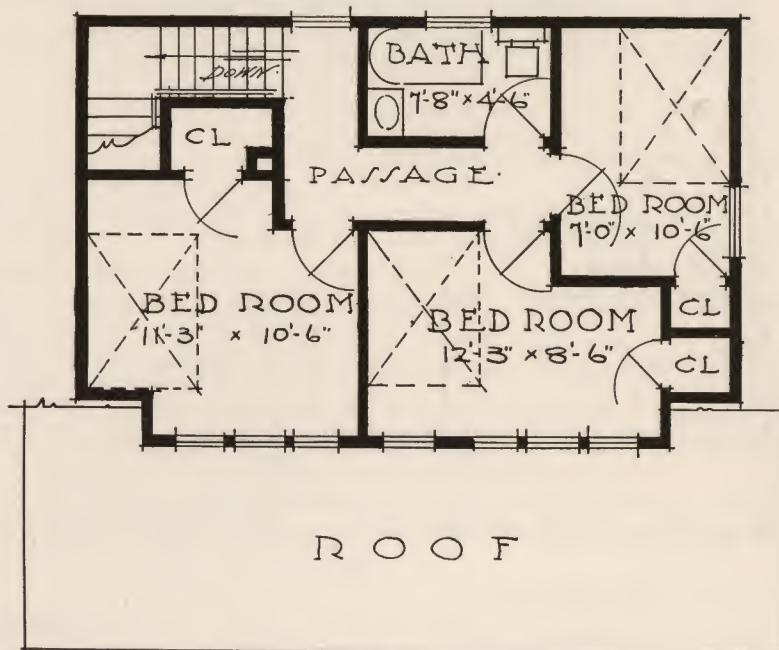 DOWN.
BATH
7'-8" × 4'-6"
CL
PASSAGE.
BED ROOM
7'-0" × 10'-6"
BED ROOM
11'-3" × 10'-6"
BED ROOM
12'-3" × 8'-6"
CL
CL
ROOF